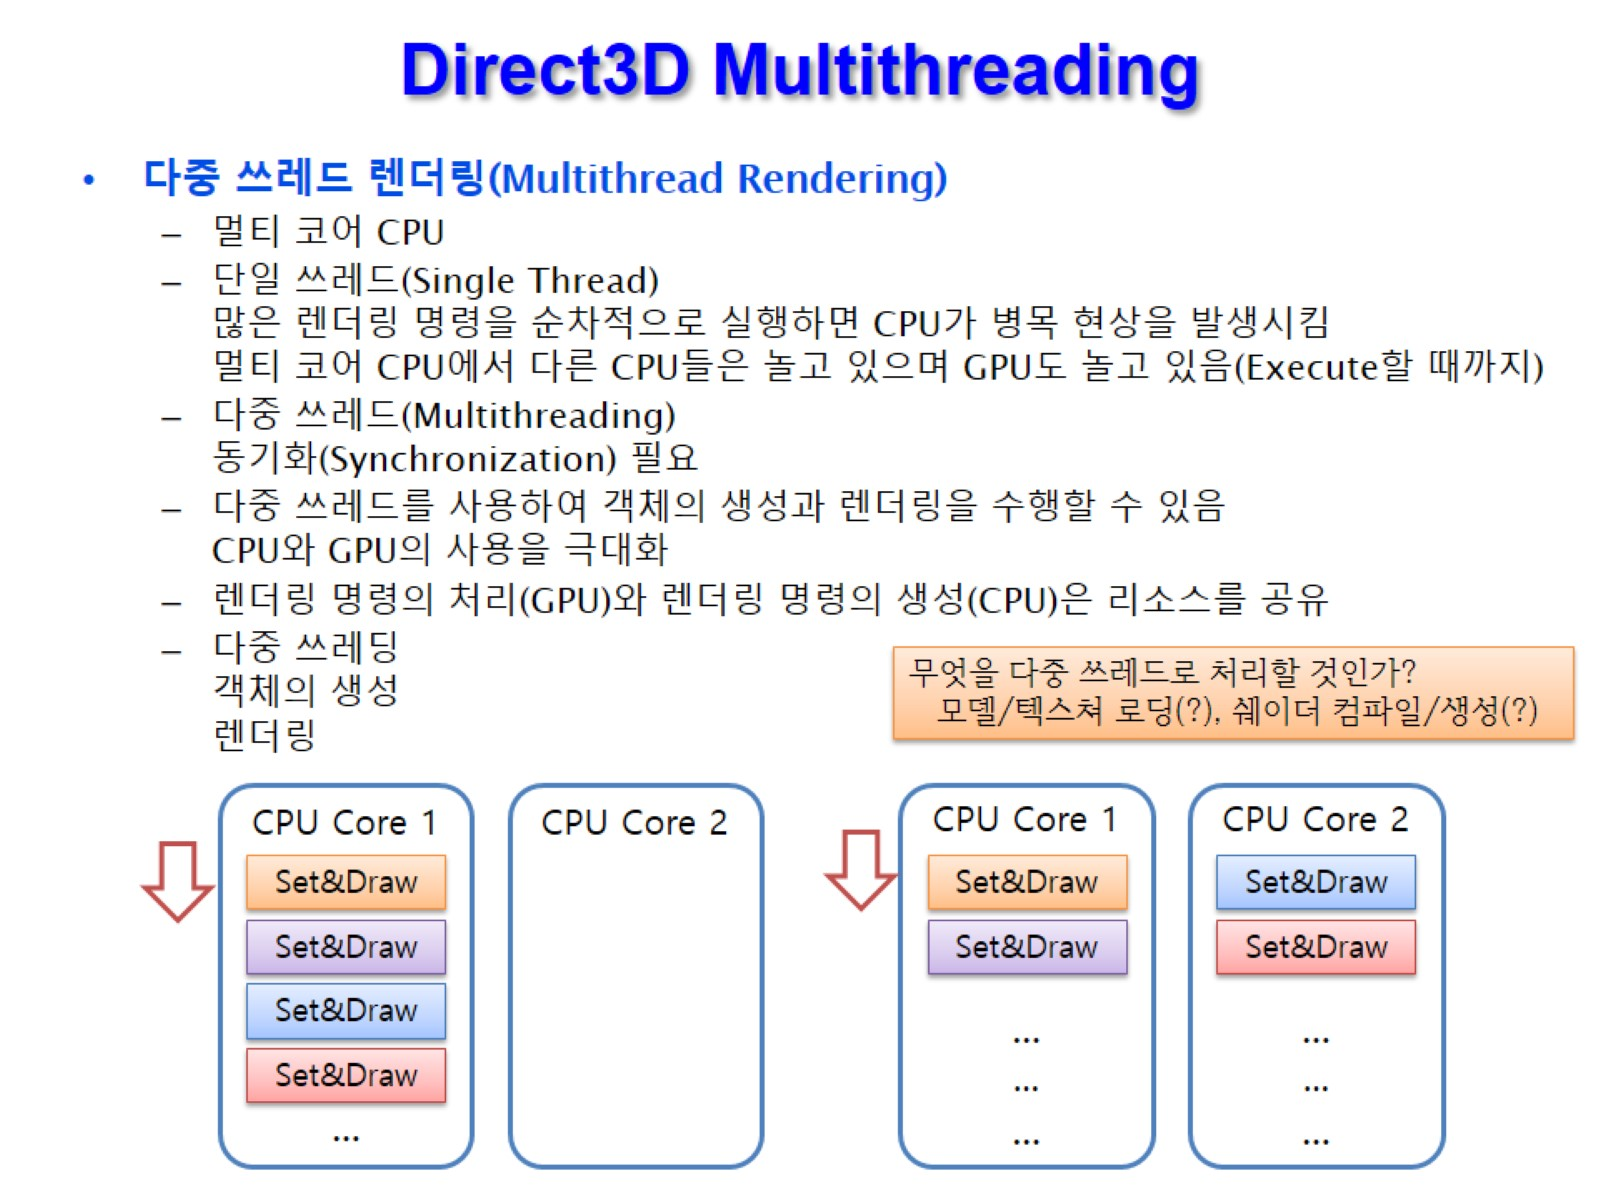 Direct3D Multithreading
• 다중 쓰레드 렌더링(Multithread Rendering)
– 멀티 코어 CPU
– 단일 쓰레드(Single Thread)
많은 렌더링 명령을 순차적으로 실행하면 CPU가 병목 현상을 발생시킴
멀티 코어 CPU에서 다른 CPU들은 놀고 있으며 GPU도 놀고 있음(Execute할 때까지)
– 다중 쓰레드(Multithreading)
동기화(Synchronization) 필요
– 다중 쓰레드를 사용하여 객체의 생성과 렌더링을 수행할 수 있음
CPU와 GPU의 사용을 극대화
– 렌더링 명령의 처리(GPU)와 렌더링 명령의 생성(CPU)은 리소스를 공유
– 다중 쓰레딩
객체의 생성
렌더링
무엇을 다중 쓰레드로 처리할 것인가?
모델/텍스쳐 로딩(?), 쉐이더 컴파일/생성(?)
CPU Core 1
Set&Draw
Set&Draw
Set&Draw
Set&Draw
...
CPU Core 2
CPU Core 1
Set&Draw
Set&Draw
...
...
...
CPU Core 2
Set&Draw
Set&Draw
...
...
...